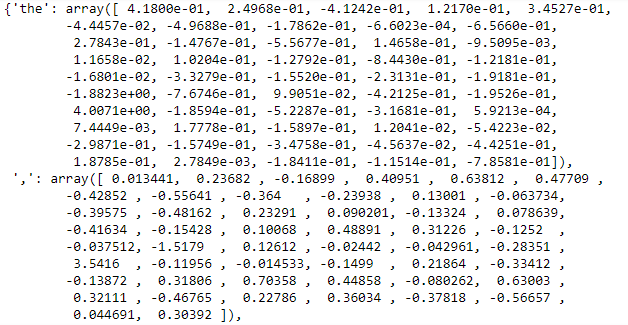 {'the': array([ 4.1800e-01,  2.4968e-01, -4.1242e-01,  1.2170e-01,  3.4527e-01,
       -4.4457e-02, -4.9688e-01, -1.7862e-01, -6.6023e-04, -6.5660e-01,
        2.7843e-01, -1.4767e-01, -5.5677e-01,  1.4658e-01, -9.5095e-03,
        1.1658e-02,  1.0204e-01, -1.2792e-01, -8.4430e-01, -1.2181e-01,
       -1.6801e-02, -3.3279e-01, -1.5520e-01, -2.3131e-01, -1.9181e-01,
       -1.8823e+00, -7.6746e-01,  9.9051e-02, -4.2125e-01, -1.9526e-01,
        4.0071e+00, -1.8594e-01, -5.2287e-01, -3.1681e-01,  5.9213e-04,
        7.4449e-03,  1.7778e-01, -1.5897e-01,  1.2041e-02, -5.4223e-02,
       -2.9871e-01, -1.5749e-01, -3.4758e-01, -4.5637e-02, -4.4251e-01,
        1.8785e-01,  2.7849e-03, -1.8411e-01, -1.1514e-01, -7.8581e-01]),
 ',': array([ 0.013441,  0.23682 , -0.16899 ,  0.40951 ,  0.63812 ,  0.47709 ,
       -0.42852 , -0.55641 , -0.364   , -0.23938 ,  0.13001 , -0.063734,
       -0.39575 , -0.48162 ,  0.23291 ,  0.090201, -0.13324 ,  0.078639,
       -0.41634 , -0.15428 ,  0.10068 ,  0.48891 ,  0.31226 , -0.1252  ,
       -0.037512, -1.5179  ,  0.12612 , -0.02442 , -0.042961, -0.28351 ,
        3.5416  , -0.11956 , -0.014533, -0.1499  ,  0.21864 , -0.33412 ,
       -0.13872 ,  0.31806 ,  0.70358 ,  0.44858 , -0.080262,  0.63003 ,
        0.32111 , -0.46765 ,  0.22786 ,  0.36034 , -0.37818 , -0.56657 ,
        0.044691,  0.30392 ]),